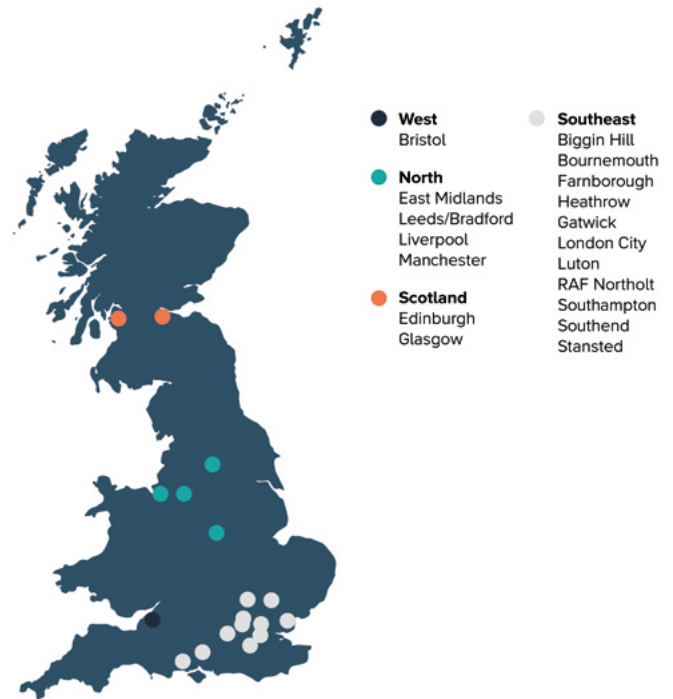 West
Bristol
North
East Midlands
Leeds/Bradford
Liverpool
Manchester
Scotland
Edinburgh
Glasgow
Southeast
Biggin Hill
Bournemouth
Farnborough
Heathrow
Gatwick
London City
Luton
RAF Northolt
Southampton
Southend
Stansted